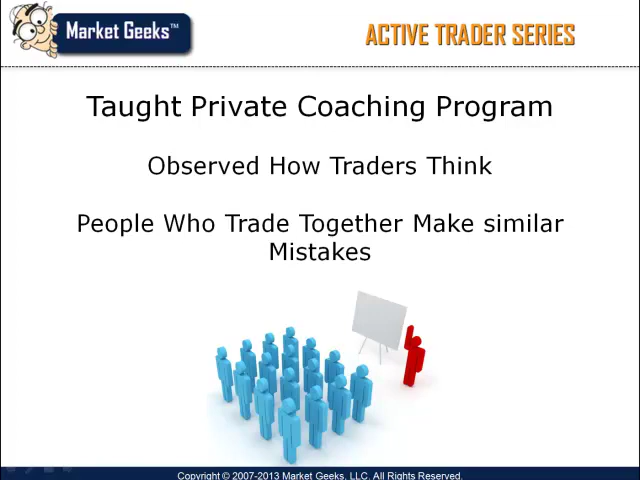 Market Geeks™
ACTIVE TRADER SERIES
Taught Private Coaching Program
Observed How Traders Think
People Who Trade Together Make similar
Mistakes
Copyright © 2007-2013 Market Geeks, LLC. All Rights Reserved.